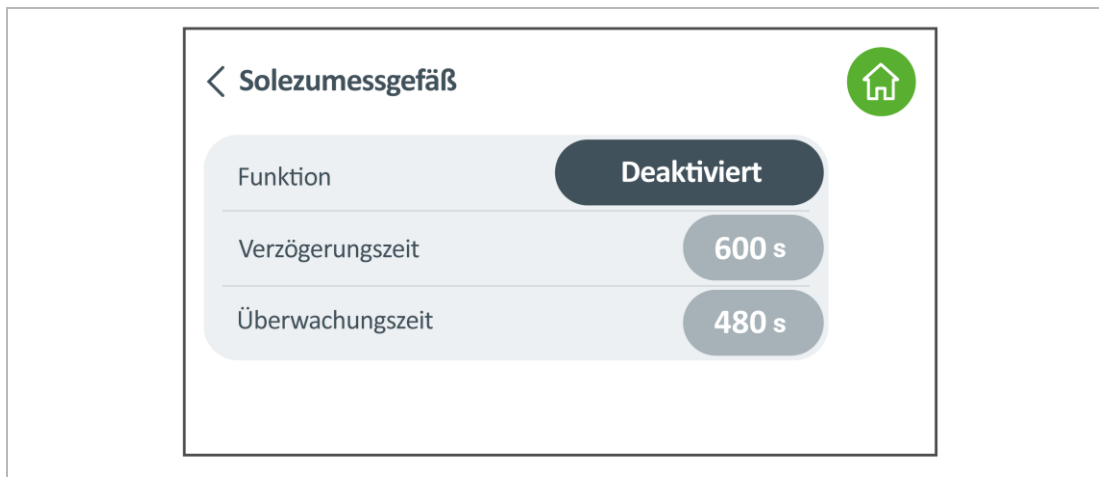 Solezumessgefäß
Funktion Deaktiviert
Verzögerungszeit 600 s
Überwachungszeit 480 s